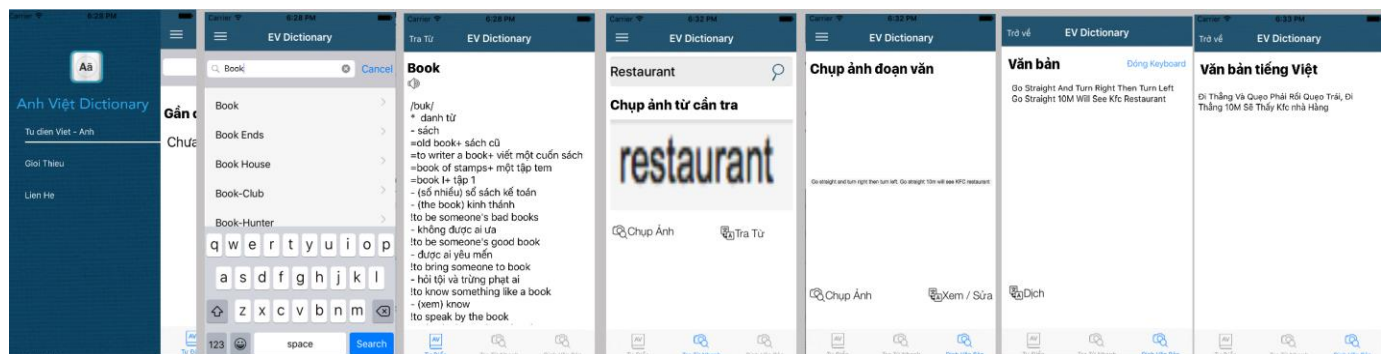 Carrier 6:28 PM
Aã
Anh Việt Dictionary
Tu dien Viet - Anh
Gioi Thieu
Lien He
Gần
Chưa
Carrier 6:28 PM
EV Dictionary
Book
Cancel
Book
Book Ends
Book House
Book-Club
Book-Hunter
q w e r t y u i o p
a s d f g h j k l
z x c v b n m
123 space Search
Carrier 6:28 PM
Tra Từ EV Dictionary
Book
/buk/
* danh từ
- sách
=old book+ sách cũ
=to writer a book+ viết một cuốn sách
=book of stamps+ một tập tem
=book I+ tập 1
- (số nhiều) sổ sách kế toán
- (the book) kinh thánh
!to be someone's bad books
- không được ai ưa
!to be someone's good book
- được ai yêu mến
!to bring someone to book
- hỏi tội và trừng phạt ai
!to know something like a book
- (xem) know
!to speak by the book
Carrier 6:32 PM
EV Dictionary
Restaurant
Chụp ảnh từ cần tra
restaurant
Chụp Ảnh Tra Từ
Carrier 6:32 PM
EV Dictionary
Chụp ảnh đoạn văn
Go straight and turn right then turn left. Go straight 10m will see KFC restaurant
Chụp Ảnh Xem / Sửa
Trở về EV Dictionary
Văn bản Đóng Keyboard
Go Straight And Turn Right Then Turn Left
Go Straight 10M Will See Kfc Restaurant
Dịch
Carrier 6:33 PM
Trở về EV Dictionary
Văn bản tiếng Việt
Đi Thẳng Và Quẹo Phải Rồi Quẹo Trái, Đi
Thẳng 10M Sẽ Thấy Kfc nhà Hàng